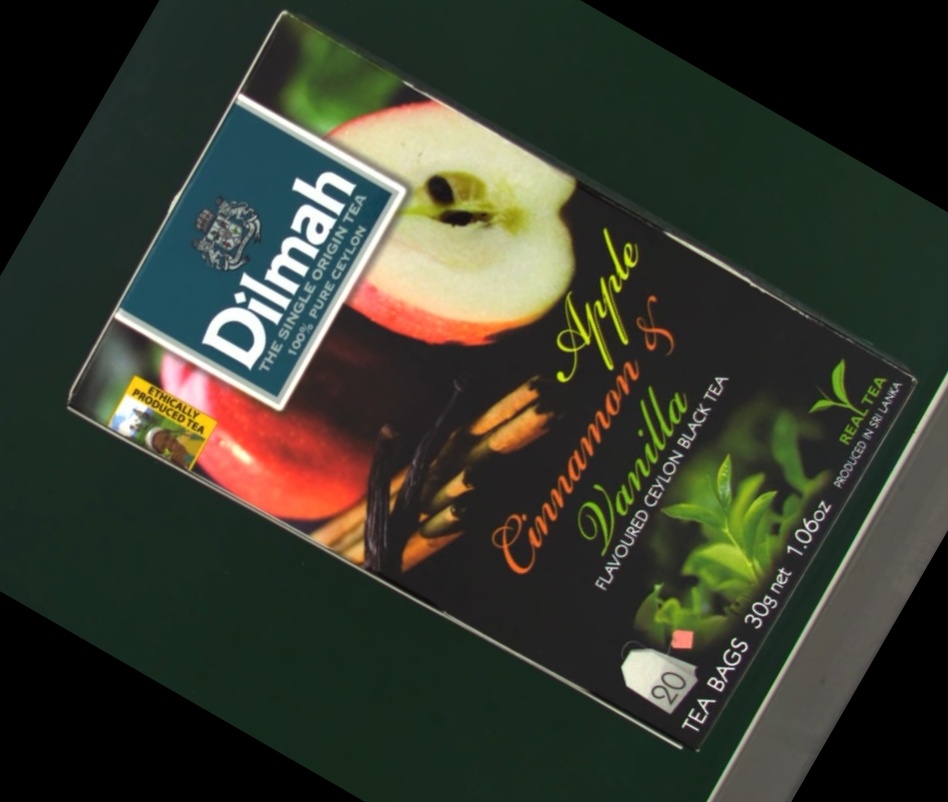 Dilmah
THE SINGLE ORIGIN TEA
100% PURE CEYLON
ETHICALLY
PRODUCED TEA
Apple
Cinnamon &
Vanilla
FLAVOURED CEYLON BLACK TEA
REAL TEA
PRODUCED IN SRI LANKA
20
TEA BAGS 30g net 1.06oz